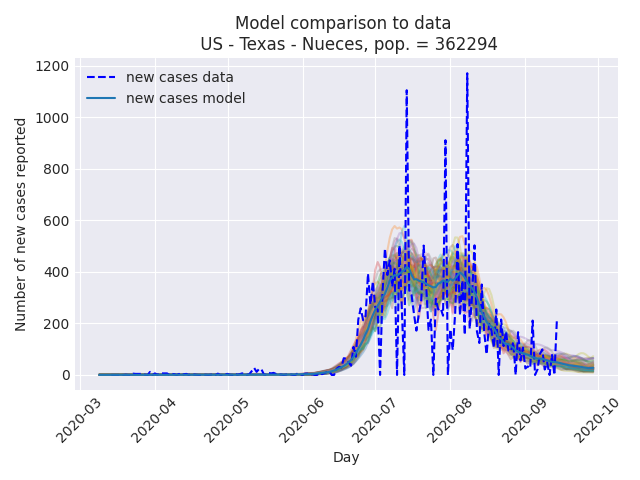 Model comparison to data
US - Texas - Nueces, pop. = 362294
new cases data
new cases model
Number of new cases reported
1200
1000
800
600
400
200
0
2020-03
2020-04
2020-05
2020-06
2020-07
2020-08
2020-09
2020-10
Day